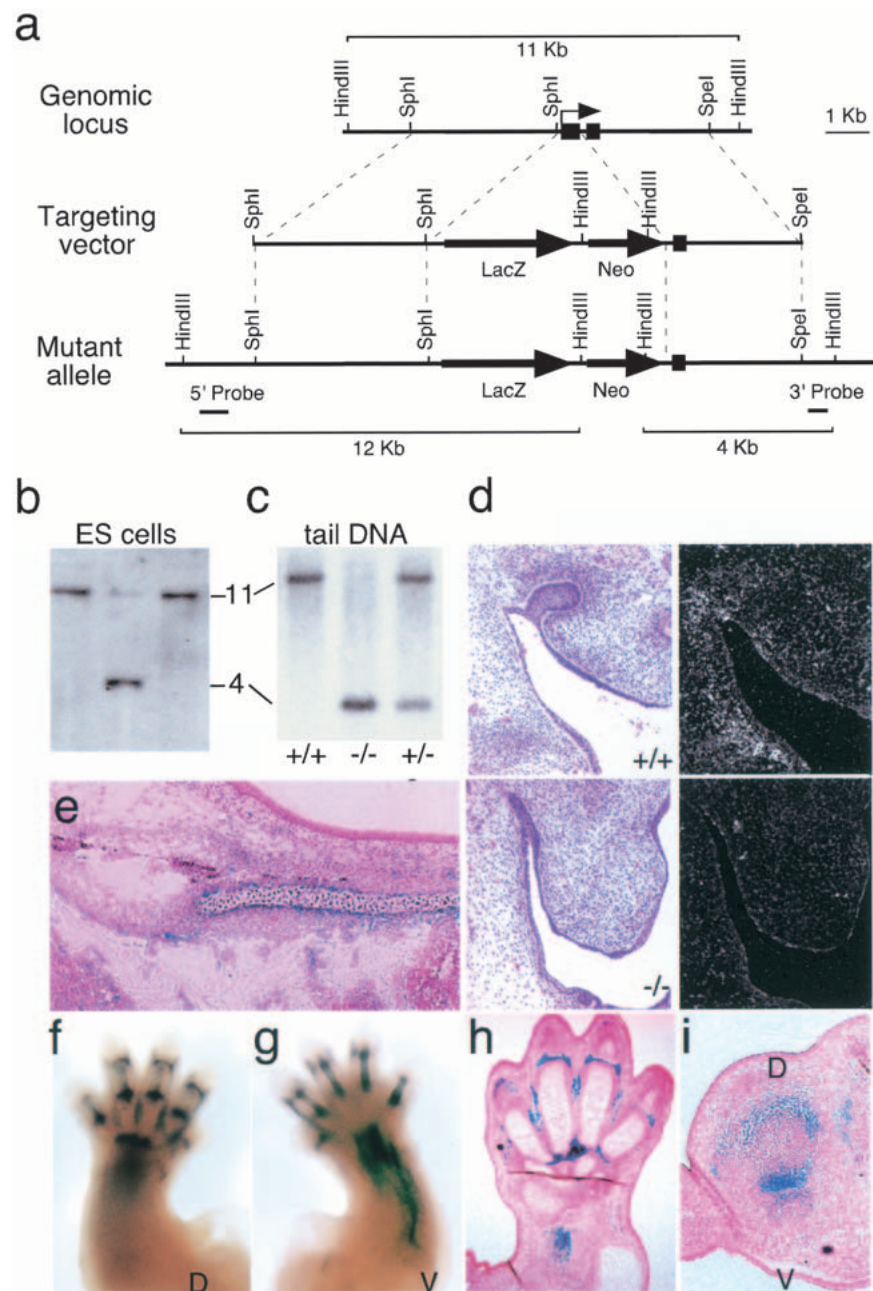 a
11 Kb
Genomic locus
HindIII SphI SphI SpeI HindIII
1 Kb
Targeting vector
SphI SphI HindIII HindIII SpeI
LacZ Neo
Mutant allele
HindIII SphI SphI HindIII HindIII SpeI HindIII
LacZ Neo
5' Probe 3' Probe
12 Kb 4 Kb
b c d
ES cells tail DNA
11
4
+/+ -/- +/-
+/+
e
-/-
f g h i
D
D V V